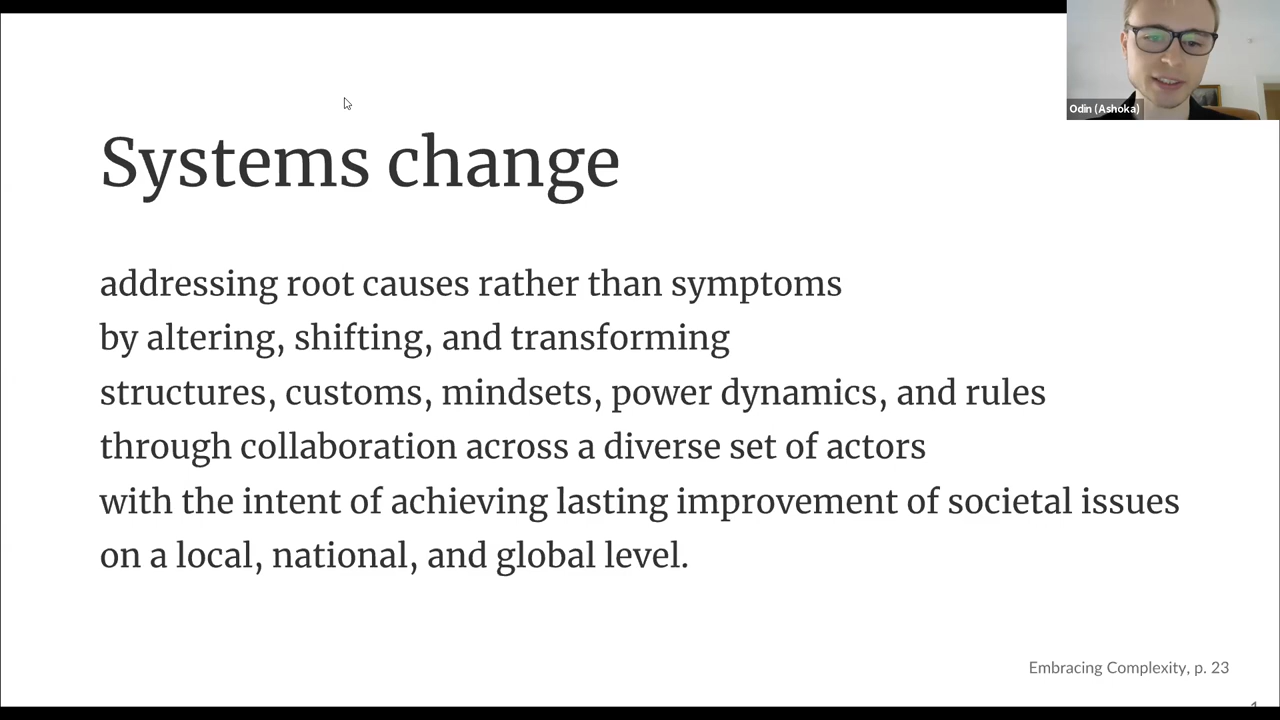 Odin (Ashoka)
Systems change
addressing root causes rather than symptoms
by altering, shifting, and transforming
structures, customs, mindsets, power dynamics, and rules
through collaboration across a diverse set of actors
with the intent of achieving lasting improvement of societal issues
on a local, national, and global level.
Embracing Complexity, p. 23